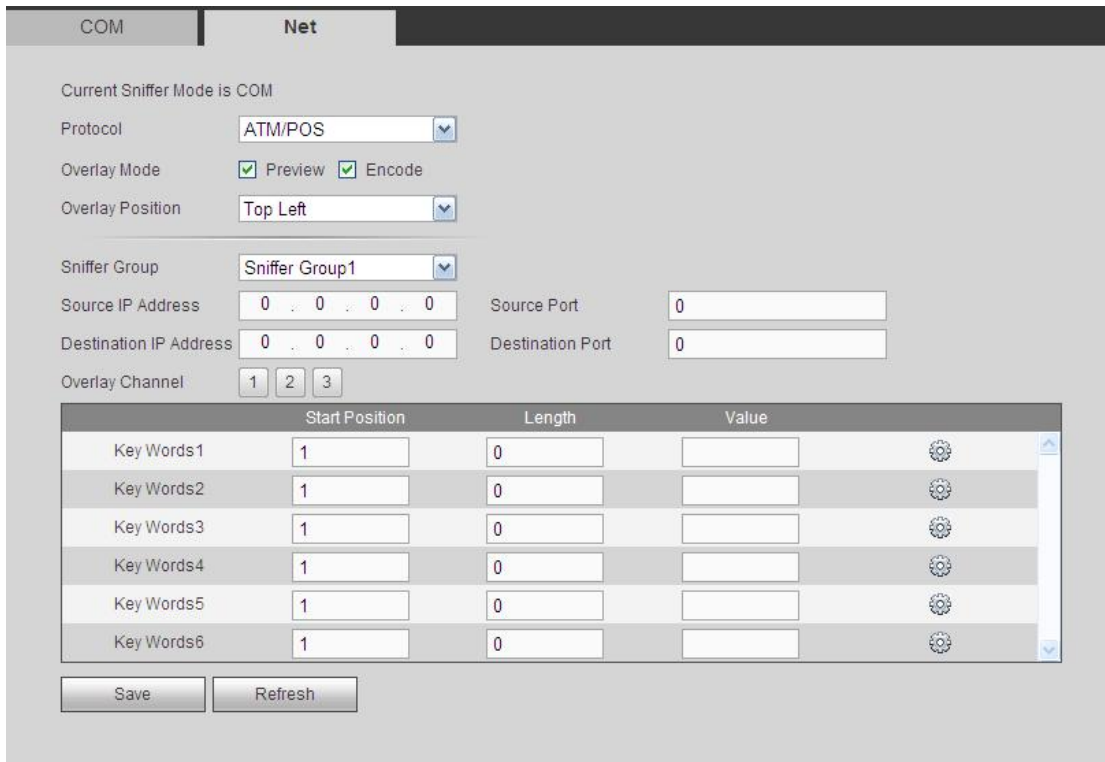 COM Net
Current Sniffer Mode is COM
Protocol ATM/POS
Overlay Mode Preview Encode
Overlay Position Top Left
Sniffer Group Sniffer Group1
Source IP Address 0 . 0 . 0 . 0 Source Port 0
Destination IP Address 0 . 0 . 0 . 0 Destination Port 0
Overlay Channel 1 2 3
Start Position Length Value
Key Words1 1 0
Key Words2 1 0
Key Words3 1 0
Key Words4 1 0
Key Words5 1 0
Key Words6 1 0
Save Refresh